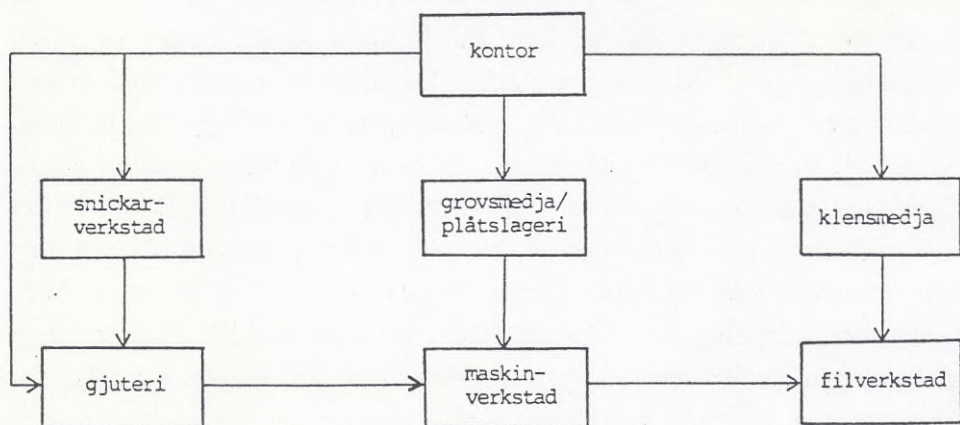 kontor
snickar-
verkstad
grovsmedja/
plåtslageri
klensmedja
gjuteri
maskin-
verkstad
filverkstad